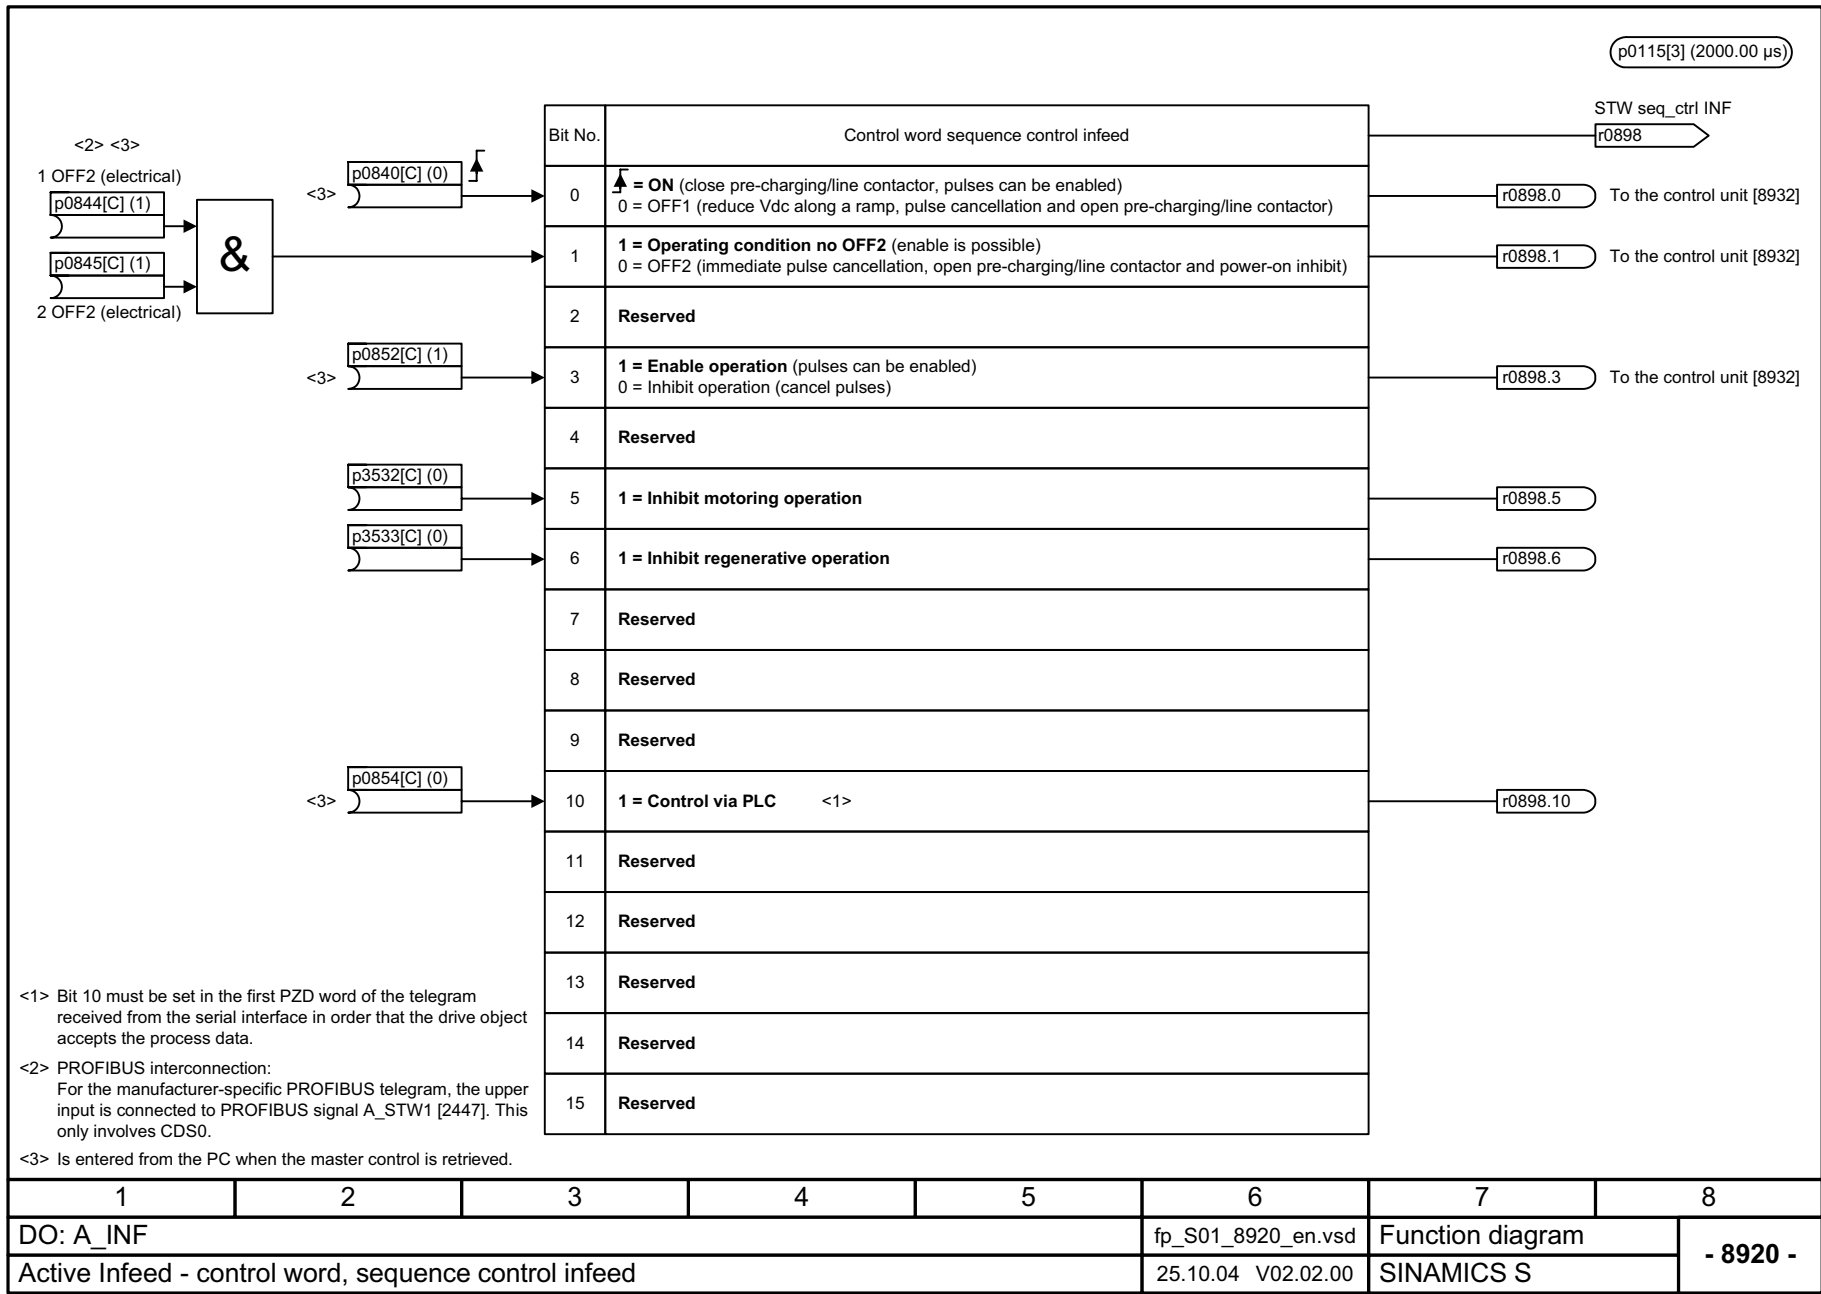 p0115[3] (2000.00 µs)
STW seq_ctrl INF
r0898
Bit No. Control word sequence control infeed
<2> <3>
1 OFF2 (electrical)
p0844[C] (1)
&
p0845[C] (1)
2 OFF2 (electrical)
<3> p0840[C] (0)
0 = ON (close pre-charging/line contactor, pulses can be enabled)
0 = OFF1 (reduce Vdc along a ramp, pulse cancellation and open pre-charging/line contactor)
r0898.0 To the control unit [8932]
1 1 = Operating condition no OFF2 (enable is possible)
0 = OFF2 (immediate pulse cancellation, open pre-charging/line contactor and power-on inhibit)
r0898.1 To the control unit [8932]
2 Reserved
<3> p0852[C] (1)
3 1 = Enable operation (pulses can be enabled)
0 = Inhibit operation (cancel pulses)
r0898.3 To the control unit [8932]
4 Reserved
p3532[C] (0)
5 1 = Inhibit motoring operation
r0898.5
p3533[C] (0)
6 1 = Inhibit regenerative operation
r0898.6
7 Reserved
8 Reserved
9 Reserved
<3> p0854[C] (0)
10 1 = Control via PLC <1>
r0898.10
11 Reserved
12 Reserved
13 Reserved
14 Reserved
15 Reserved
<1> Bit 10 must be set in the first PZD word of the telegram
received from the serial interface in order that the drive object
accepts the process data.
<2> PROFIBUS interconnection:
For the manufacturer-specific PROFIBUS telegram, the upper
input is connected to PROFIBUS signal A_STW1 [2447]. This
only involves CDS0.
<3> Is entered from the PC when the master control is retrieved.
1 2 3 4 5 6 7 8
DO: A_INF fp_S01_8920_en.vsd Function diagram - 8920 -
Active Infeed - control word, sequence control infeed 25.10.04 V02.02.00 SINAMICS S